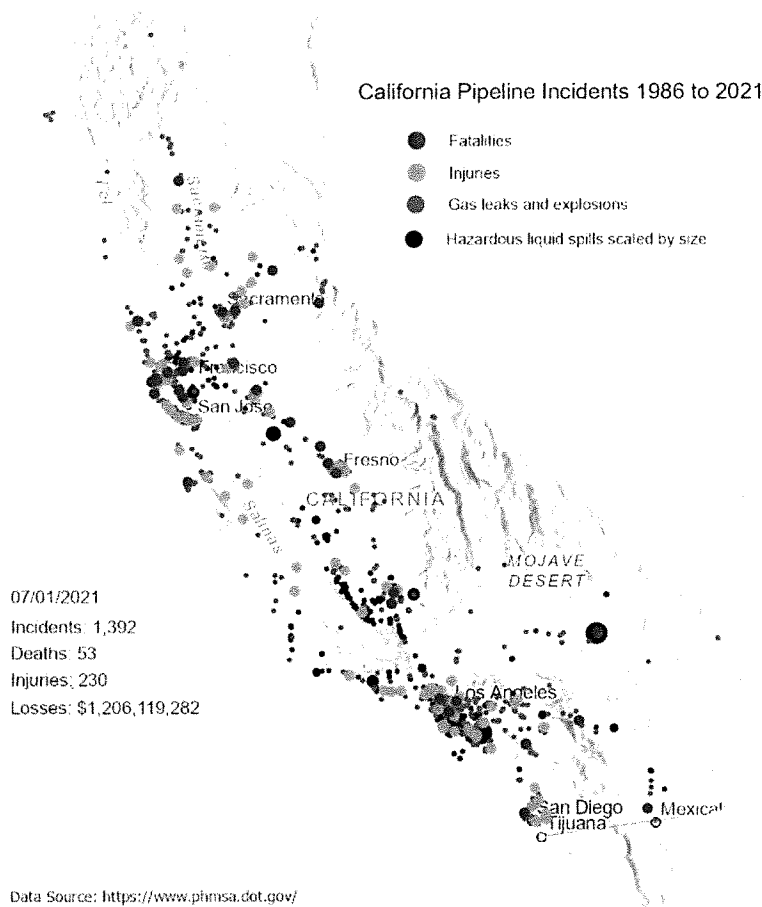 California Pipeline Incidents 1986 to 2021
Fatalities
Injuries
Gas leaks and explosions
Hazardous liquid spills scaled by size
Sacramento
Francisco
San Jose
Fresno
CALIFORNIA
Salinas
MOJAVE
DESERT
07/01/2021
Incidents: 1,392
Deaths: 53
Injuries: 230
Losses: $1,206,119,282
Los Angeles
San Diego
Mexical
Tijuana
Data Source: https://www.phmsa.dot.gov/